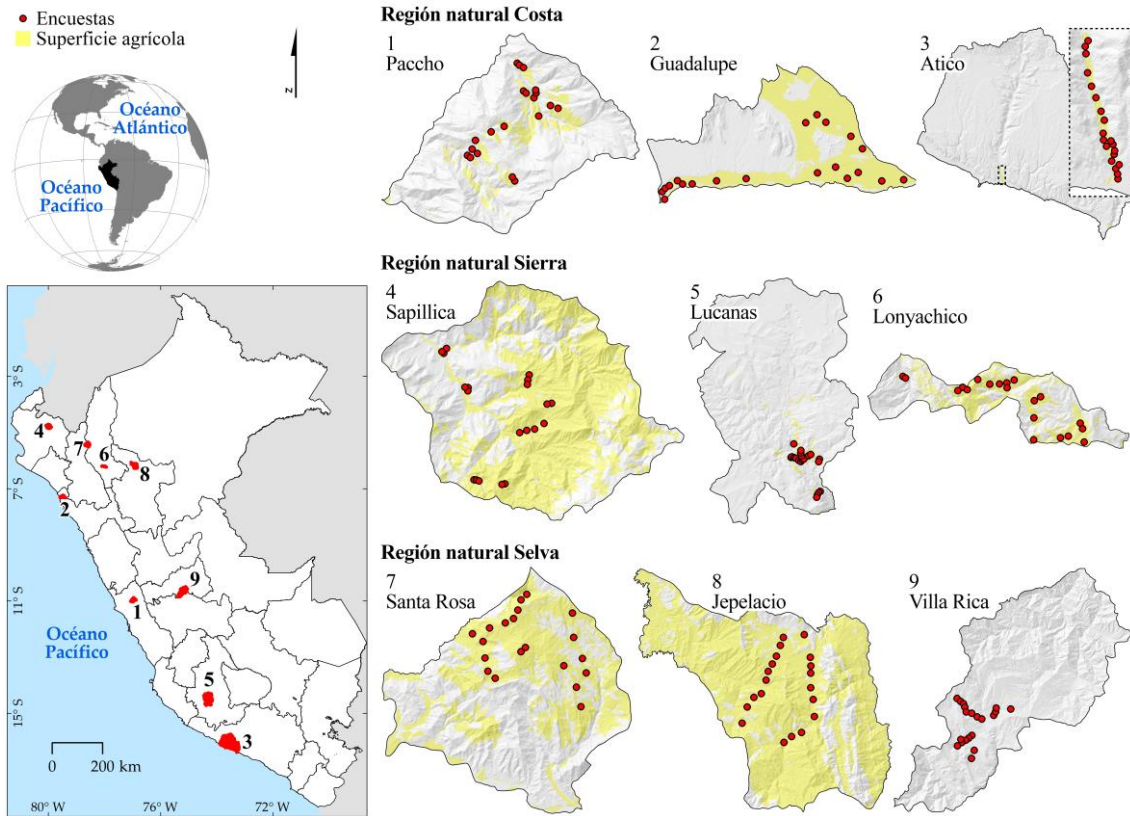 Encuestas
Superficie agrícola
z
Océano
Atlántico
Océano
Pacífico
Región natural Costa
1
Paccho
2
Guadalupe
3
Atico
Región natural Sierra
4
Sapillica
5
Lucanas
6
Lonyachico
Región natural Selva
7
Santa Rosa
8
Jepelacio
9
Villa Rica
3° S
7° S
11° S
15° S
4
7
6
8
2
9
1
5
3
Océano
Pacífico
0 200 km
80° W 76° W 72° W